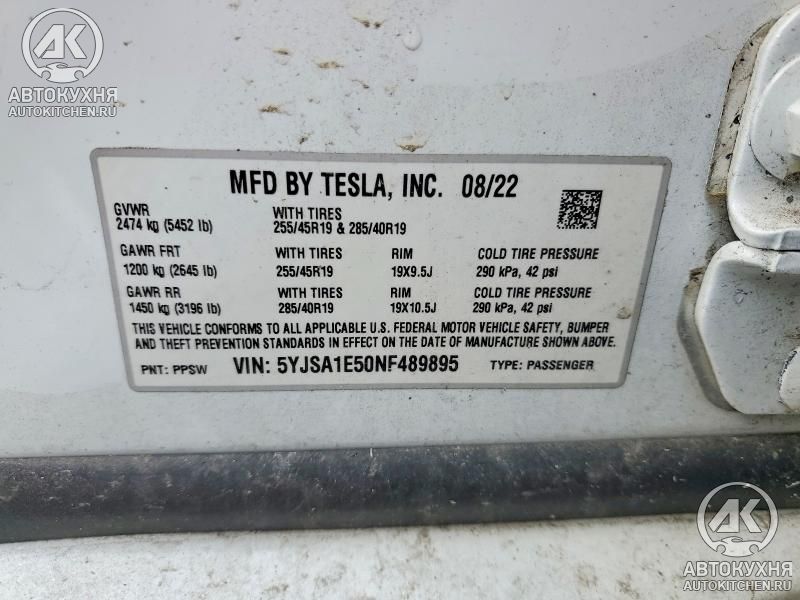 AK
АВТОКУХНЯ
AUTOKITCHEN.RU
MFD BY TESLA, INC. 08/22
GVWR
2474 kg (5452 lb)
WITH TIRES
255/45R19 & 285/40R19
GAWR FRT
1200 kg (2645 lb)
WITH TIRES
255/45R19
RIM
19X9.5J
COLD TIRE PRESSURE
290 kPa, 42 psi
GAWR RR
1450 kg (3196 lb)
WITH TIRES
285/40R19
RIM
19X10.5J
COLD TIRE PRESSURE
290 kPa, 42 psi
THIS VEHICLE CONFORMS TO ALL APPLICABLE U.S. FEDERAL MOTOR VEHICLE SAFETY, BUMPER
AND THEFT PREVENTION STANDARDS IN EFFECT ON THE DATE OF MANUFACTURE SHOWN ABOVE.
PNT: PPSW VIN: 5YJSA1E50NF489895 TYPE: PASSENGER
AK
АВТОКУХНЯ
AUTOKITCHEN.RU